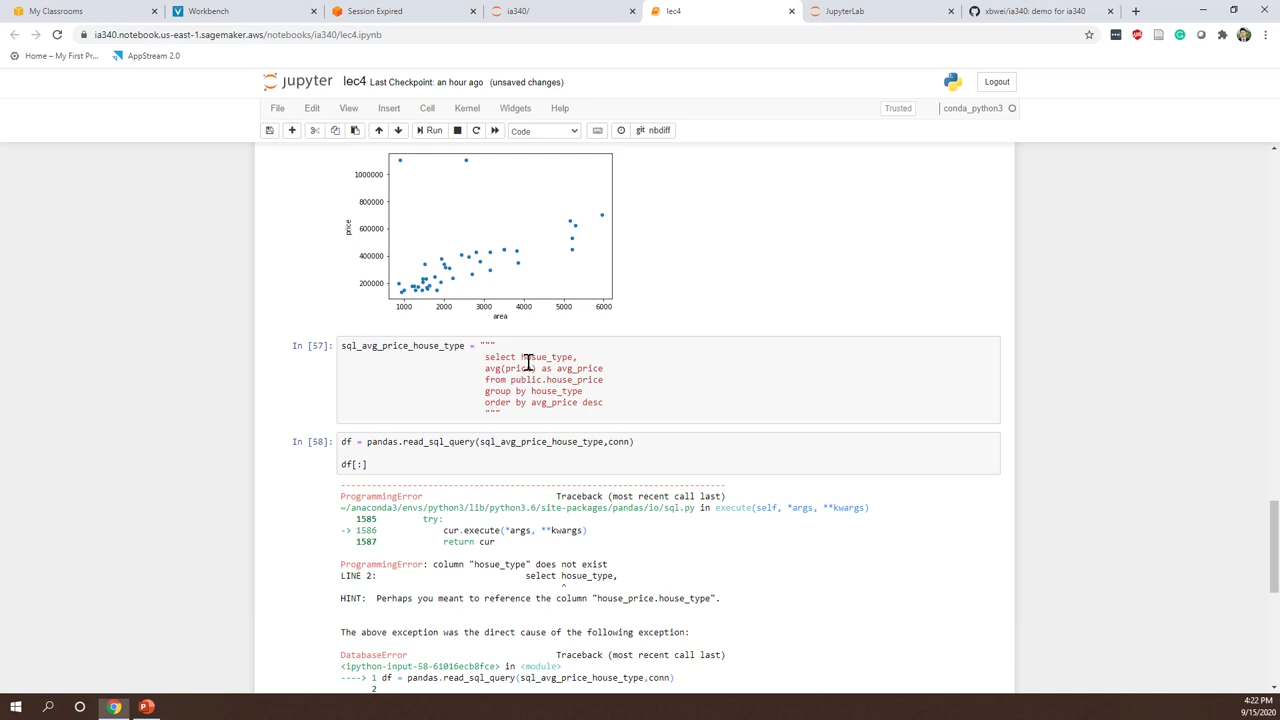 My Classrooms
Workbench
Session Expired
ia340/
lec4
JupyterLab
xbwei/ia340: demo for ia340
ia340.notebook.us-east-1.sagemaker.aws/notebooks/ia340/lec4.ipynb
Home – My First Pr...
AppStream 2.0
jupyter lec4 Last Checkpoint: an hour ago (unsaved changes)
Logout
File Edit View Insert Cell Kernel Widgets Help
Trusted
conda_python3
Run
Code
git nbdiff
1000000
800000
600000
400000
200000
price
1000 2000 3000 4000 5000 6000
area
In [57]: sql_avg_price_house_type = """
select hosue_type,
avg(price) as avg_price
from public.house_price
group by house_type
order by avg_price desc
"""
In [58]: df = pandas.read_sql_query(sql_avg_price_house_type,conn)
df[:]
---------------------------------------------------------------------------
ProgrammingError Traceback (most recent call last)
~/anaconda3/envs/python3/lib/python3.6/site-packages/pandas/io/sql.py in execute(self, *args, **kwargs)
1585 try:
-> 1586 cur.execute(*args, **kwargs)
1587 return cur
ProgrammingError: column "hosue_type" does not exist
LINE 2: select hosue_type,
^
HINT: Perhaps you meant to reference the column "house_price.house_type".
The above exception was the direct cause of the following exception:
DatabaseError Traceback (most recent call last)
<ipython-input-58-61016ecb8fce> in <module>
----> 1 df = pandas.read_sql_query(sql_avg_price_house_type,conn)
2
4:22 PM
9/15/2020